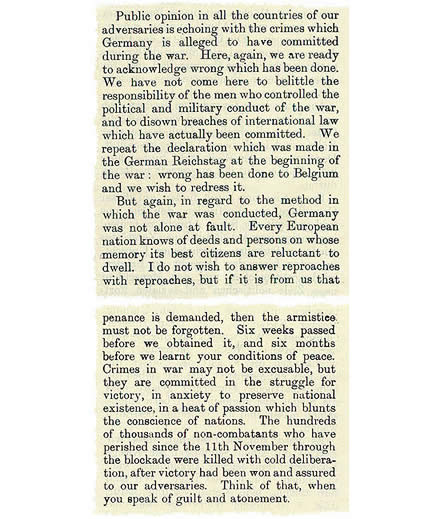 Public opinion in all the countries of our
adversaries is echoing with the crimes which
Germany is alleged to have committed
during the war. Here, again, we are ready
to acknowledge wrong which has been done.
We have not come here to belittle the
responsibility of the men who controlled the
political and military conduct of the war,
and to disown breaches of international law
which have actually been committed. We
repeat the declaration which was made in
the German Reichstag at the beginning of
the war : wrong has been done to Belgium
and we wish to redress it.
But again, in regard to the method in
which the war was conducted, Germany
was not alone at fault. Every European
nation knows of deeds and persons on whose
memory its best citizens are reluctant to
dwell. I do not wish to answer reproaches
with reproaches, but if it is from us that
penance is demanded, then the armistice
must not be forgotten. Six weeks passed
before we obtained it, and six months
before we learnt your conditions of peace.
Crimes in war may not be excusable, but
they are committed in the struggle for
victory, in anxiety to preserve national
existence, in a heat of passion which blunts
the conscience of nations. The hundreds
of thousands of non-combatants who have
perished since the 11th November through
the blockade were killed with cold delibera-
tion, after victory had been won and assured
to our adversaries. Think of that, when
you speak of guilt and atonement.